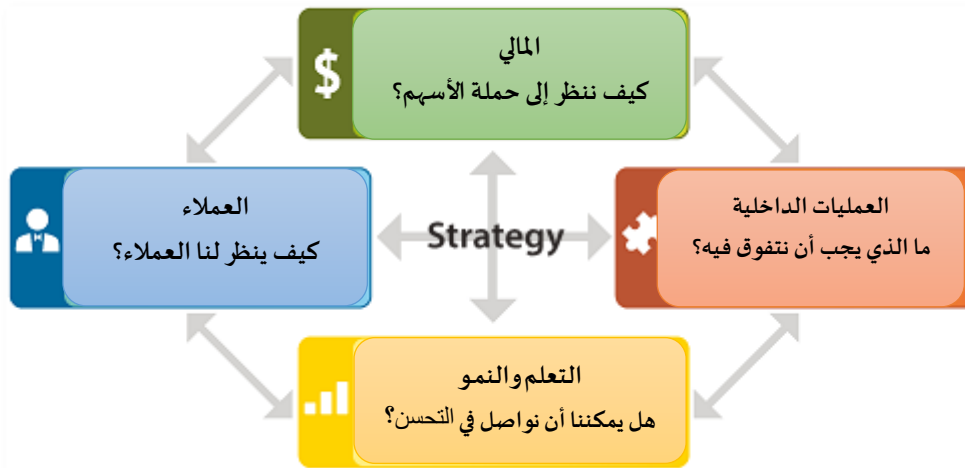 $
المالي
كيف ننظر إلى حملة الأسهم؟
العمليات الداخلية
ما الذي يجب أن نتفوق فيه؟
Strategy
العملاء
كيف ينظر لنا العملاء؟
التعلم والنمو
هل يمكننا أن نواصل في التحسن؟